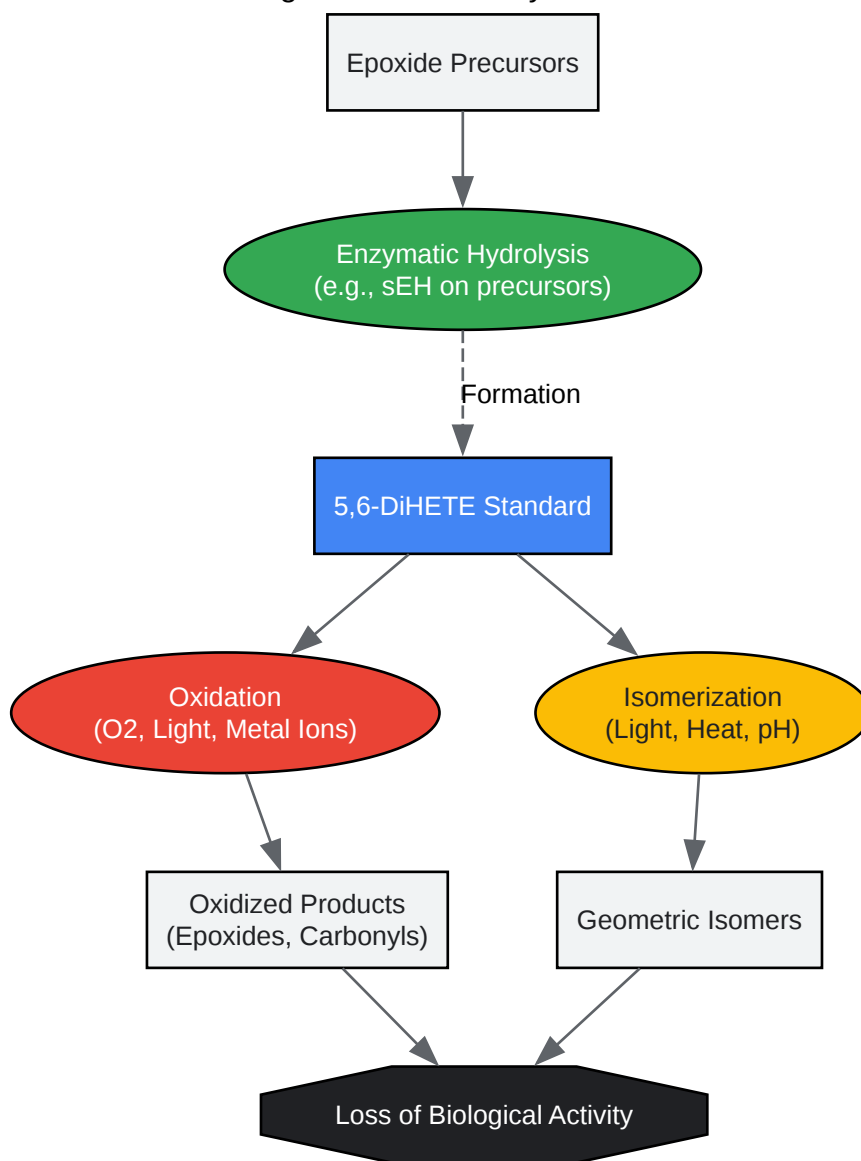 Epoxide Precursors
Enzymatic Hydrolysis
(e.g., sEH on precursors)
Formation
5,6-DiHETE Standard
Oxidation
(O2, Light, Metal Ions)
Isomerization
(Light, Heat, pH)
Oxidized Products
(Epoxides, Carbonyls)
Geometric Isomers
Loss of Biological Activity